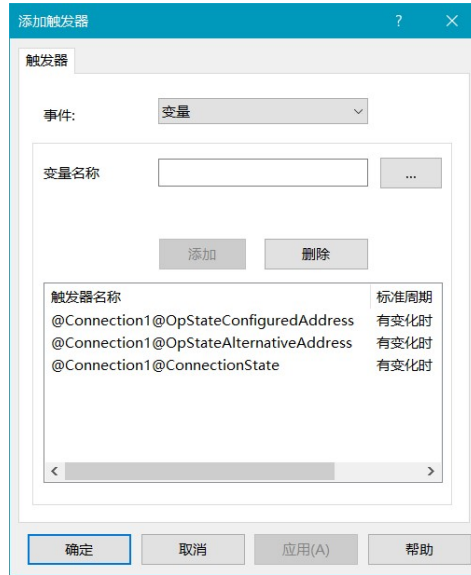 添加触发器 ?
触发器
事件: 变量
变量名称 ...
添加 删除
触发器名称 标准周期
@Connection1@OpStateConfiguredAddress 有变化时
@Connection1@OpStateAlternativeAddress 有变化时
@Connection1@ConnectionState 有变化时
确定 取消 应用(A) 帮助